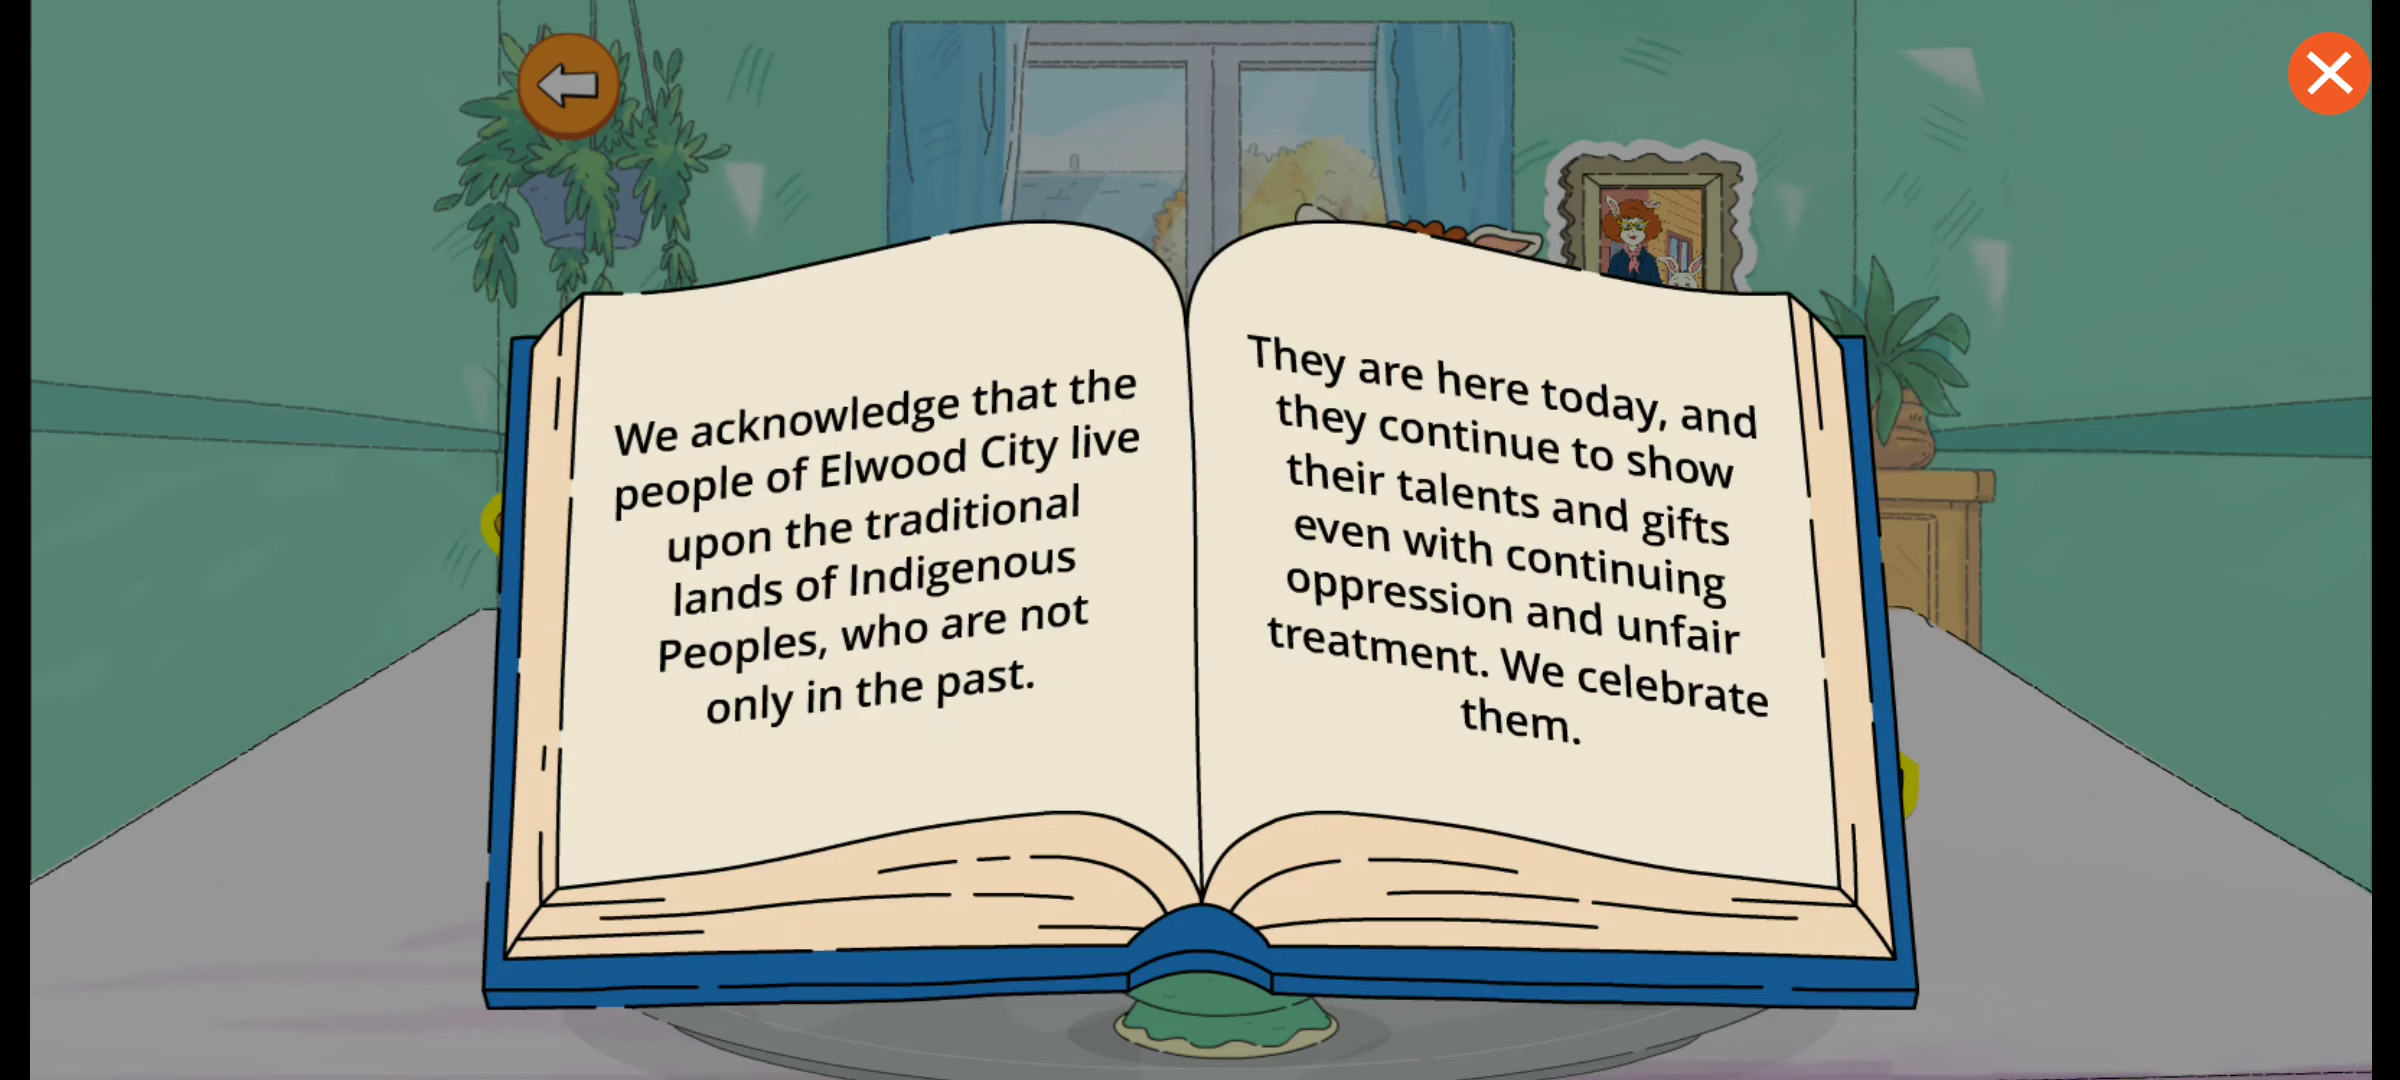 We acknowledge that the
people of Elwood City live
upon the traditional
lands of Indigenous
Peoples, who are not
only in the past.
They are here today, and
they continue to show
their talents and gifts
even with continuing
oppression and unfair
treatment. We celebrate
them.